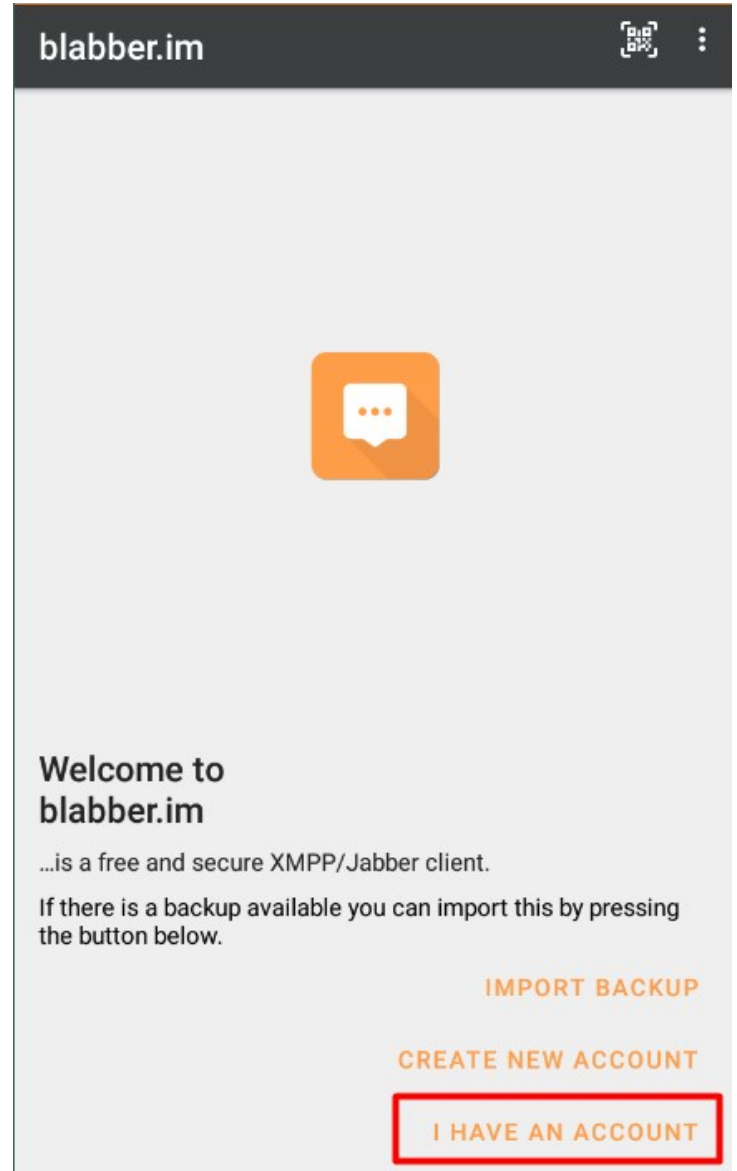 blabber.im
Welcome to
blabber.im
...is a free and secure XMPP/Jabber client.
If there is a backup available you can import this by pressing
the button below.
IMPORT BACKUP
CREATE NEW ACCOUNT
I HAVE AN ACCOUNT